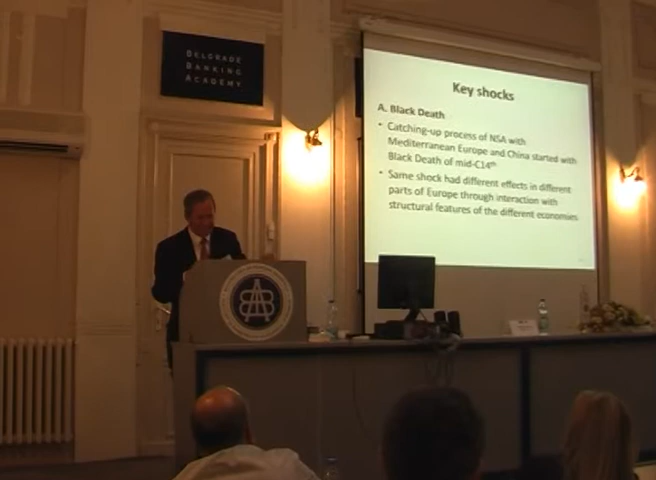 BELGRADE
BANKING
ACADEMY
Key shocks
A. Black Death
• Catching-up process of NSA with
Mediterranean Europe and China started with
Black Death of mid-C14th
• Same shock had different effects in different
parts of Europe through interaction with
structural features of the different economies